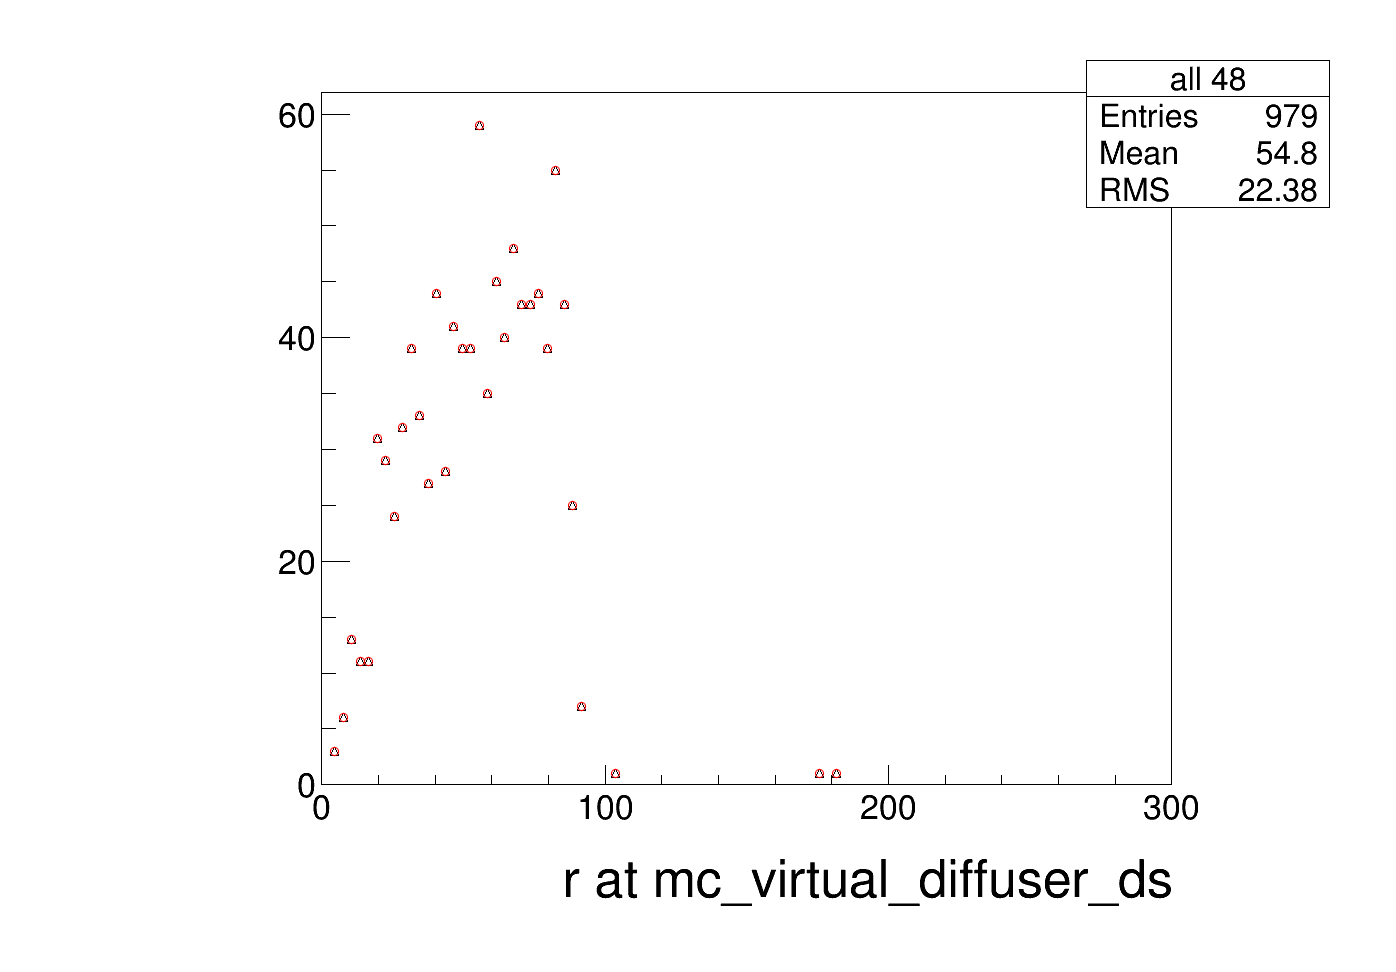 all 48
Entries 979
Mean 54.8
RMS 22.38
60
40
20
0
0 100 200 300
r at mc_virtual_diffuser_ds